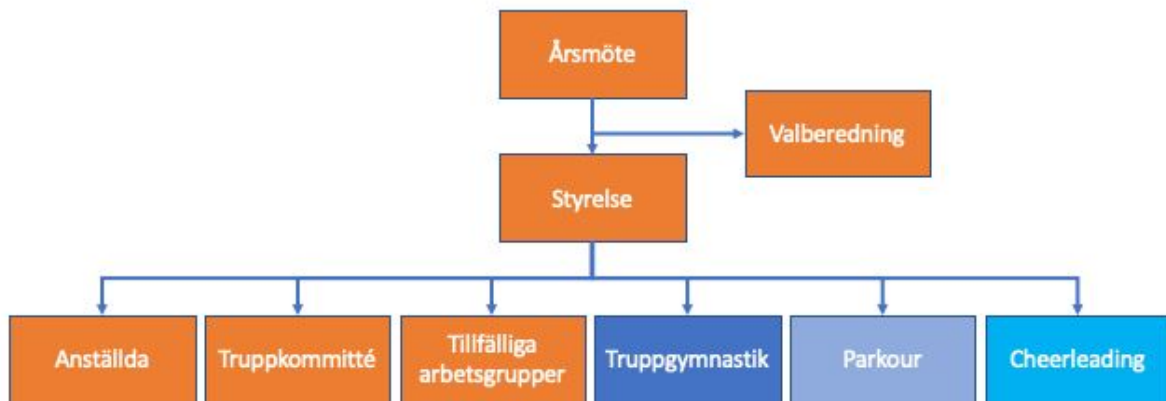 Årsmöte
Valberedning
Styrelse
Anställda
Truppkommitté
Tillfälliga
arbetsgrupper
Truppgymnastik
Parkour
Cheerleading